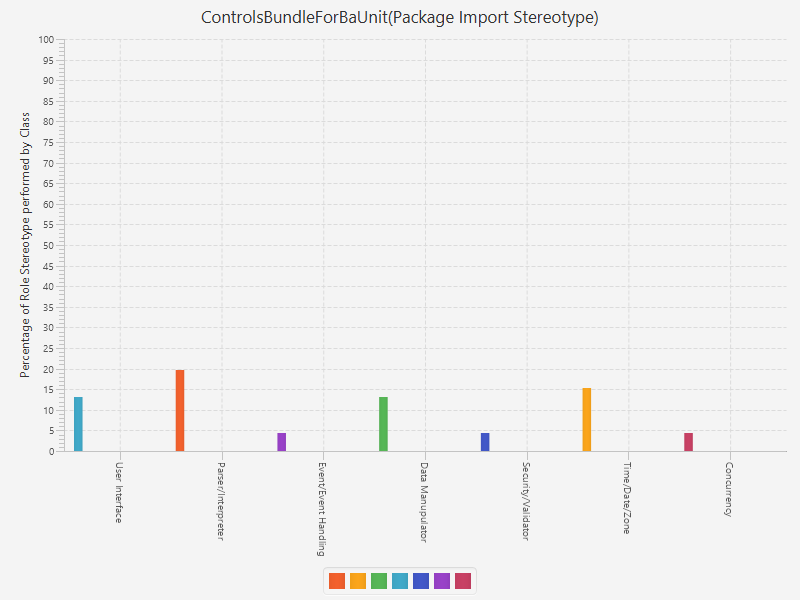 ControlsBundleForBaUnit(Package Import Stereotype)
Percentage of Role Stereotype performed by Class
100
95
90
85
80
75
70
65
60
55
50
45
40
35
30
25
20
15
10
5
0
User Interface
Parser/Interpreter
Event/Event Handling
Data Manupulator
Security/Validator
Time/Date/Zone
Concurrency